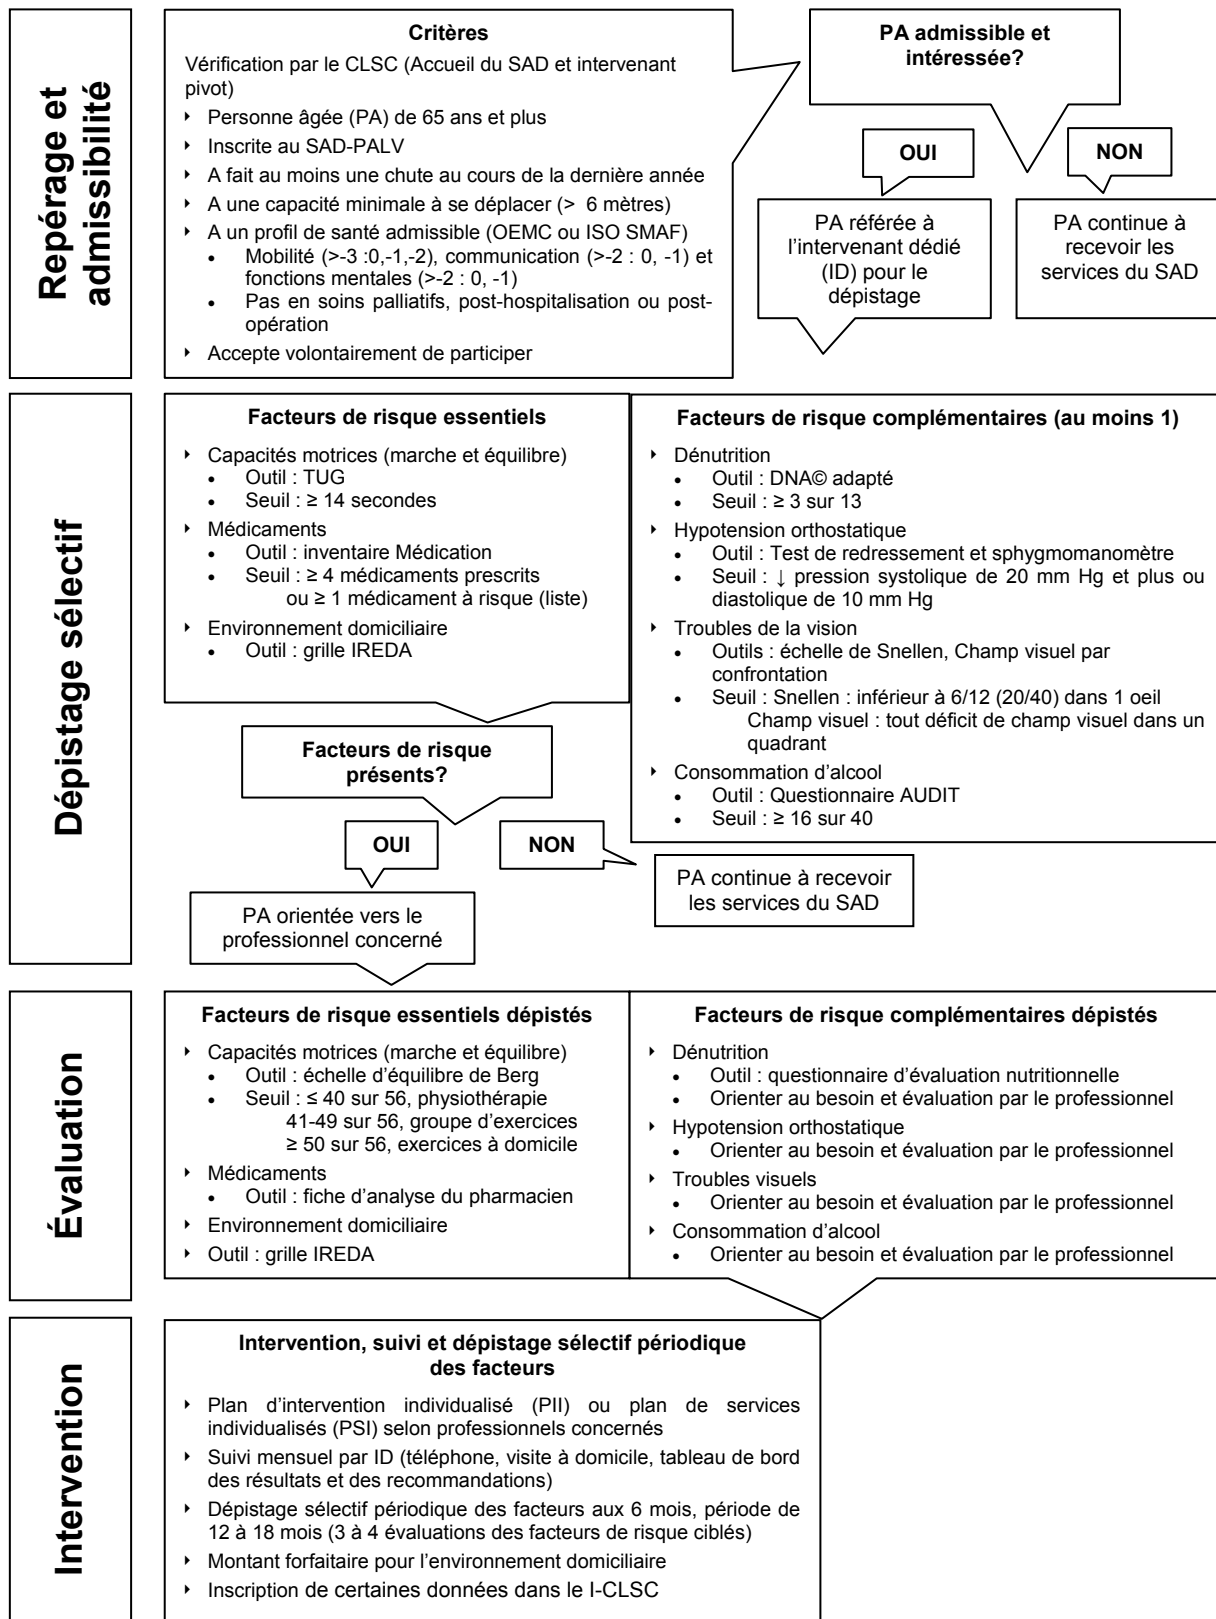 Repérage et
admissibilité
Critères
Vérification par le CLSC (Accueil du SAD et intervenant
pivot)
‣ Personne âgée (PA) de 65 ans et plus
‣ Inscrite au SAD-PALV
‣ A fait au moins une chute au cours de la dernière année
‣ A une capacité minimale à se déplacer (> 6 mètres)
‣ A un profil de santé admissible (OEMC ou ISO SMAF)
• Mobilité (>-3 :0,-1,-2), communication (>-2 : 0, -1) et
fonctions mentales (>-2 : 0, -1)
• Pas en soins palliatifs, post-hospitalisation ou post-
opération
‣ Accepte volontairement de participer
PA admissible et
intéressée?
OUI
NON
PA référée à
l'intervenant dédié
(ID) pour le
dépistage
PA continue à
recevoir les
services du SAD
Dépistage sélectif
Facteurs de risque essentiels
‣ Capacités motrices (marche et équilibre)
• Outil : TUG
• Seuil : ≥ 14 secondes
‣ Médicaments
• Outil : inventaire Médication
• Seuil : ≥ 4 médicaments prescrits
ou ≥ 1 médicament à risque (liste)
‣ Environnement domiciliaire
• Outil : grille IREDA
Facteurs de risque complémentaires (au moins 1)
‣ Dénutrition
• Outil : DNA© adapté
• Seuil : ≥ 3 sur 13
‣ Hypotension orthostatique
• Outil : Test de redressement et sphygmomanomètre
• Seuil : ↓ pression systolique de 20 mm Hg et plus ou
diastolique de 10 mm Hg
‣ Troubles de la vision
• Outils : échelle de Snellen, Champ visuel par
confrontation
• Seuil : Snellen : inférieur à 6/12 (20/40) dans 1 oeil
Champ visuel : tout déficit de champ visuel dans un
quadrant
‣ Consommation d'alcool
• Outil : Questionnaire AUDIT
• Seuil : ≥ 16 sur 40
Facteurs de risque
présents?
OUI
NON
PA orientée vers le
professionnel concerné
PA continue à recevoir
les services du SAD
Évaluation
Facteurs de risque essentiels dépistés
‣ Capacités motrices (marche et équilibre)
• Outil : échelle d'équilibre de Berg
• Seuil : ≤ 40 sur 56, physiothérapie
41-49 sur 56, groupe d'exercices
≥ 50 sur 56, exercices à domicile
‣ Médicaments
• Outil : fiche d'analyse du pharmacien
‣ Environnement domiciliaire
‣ Outil : grille IREDA
Facteurs de risque complémentaires dépistés
‣ Dénutrition
• Outil : questionnaire d'évaluation nutritionnelle
• Orienter au besoin et évaluation par le professionnel
‣ Hypotension orthostatique
• Orienter au besoin et évaluation par le professionnel
‣ Troubles visuels
• Orienter au besoin et évaluation par le professionnel
‣ Consommation d'alcool
• Orienter au besoin et évaluation par le professionnel
Intervention
Intervention, suivi et dépistage sélectif périodique
des facteurs
‣ Plan d'intervention individualisé (PII) ou plan de services
individualisés (PSI) selon professionnels concernés
‣ Suivi mensuel par ID (téléphone, visite à domicile, tableau de bord
des résultats et des recommandations)
‣ Dépistage sélectif périodique des facteurs aux 6 mois, période de
12 à 18 mois (3 à 4 évaluations des facteurs de risque ciblés)
‣ Montant forfaitaire pour l'environnement domiciliaire
‣ Inscription de certaines données dans le I-CLSC